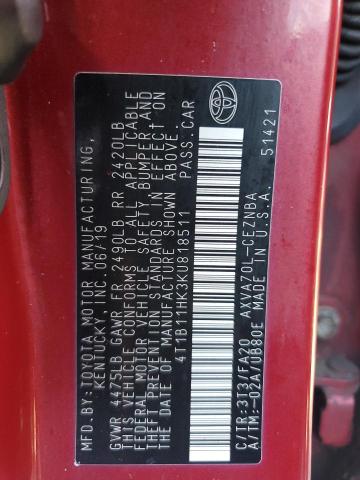 MFD.BY: TOYOTA MOTOR MANUFACTURING,
KENTUCKY, INC. 06/19
GVWR 4475LB GAWR FR 2490LB RR 2420LB
THIS VEHICLE CONFORMS TO ALL APPLICABLE
FEDERAL MOTOR VEHICLE SAFETY, BUMPER, AND
THEFT PREVENTION STANDARDS IN EFFECT ON
THE DATE OF MANUFACTURE SHOWN ABOVE.
4T1B11HK3KU818511 PASS.CAR
C/TR:3T3/FA20 AXVA70L-CEZNBA
A/TM:-02A/UB80E MADE IN U.S.A.
51421
TOYOTA